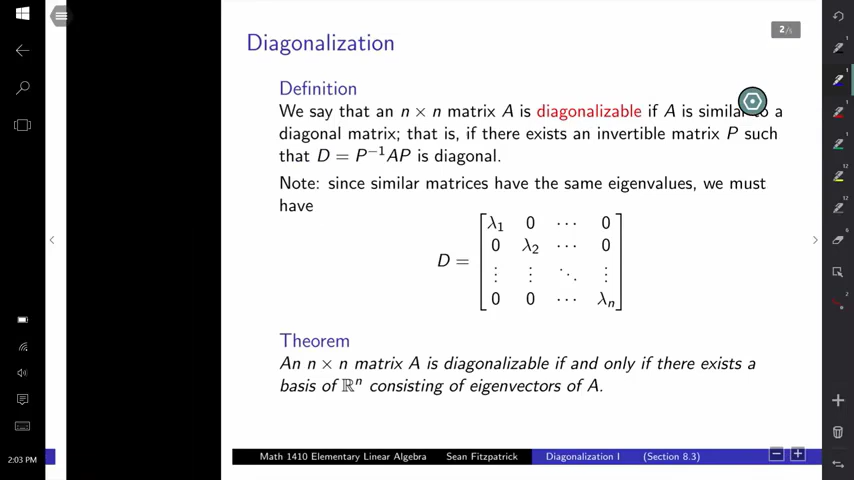 Diagonalization
2/5
Definition
We say that an n × n matrix A is diagonalizable if A is similar to a
diagonal matrix; that is, if there exists an invertible matrix P such
that D = P⁻¹AP is diagonal.
Note: since similar matrices have the same eigenvalues, we must
have
D = [λ₁ 0 ⋯ 0
0 λ₂ ⋯ 0
⋮ ⋮ ⋱ ⋮
0 0 ⋯ λₙ]
Theorem
An n × n matrix A is diagonalizable if and only if there exists a
basis of ℝⁿ consisting of eigenvectors of A.
Math 1410 Elementary Linear Algebra Sean Fitzpatrick Diagonalization I (Section 8.3)
2:03 PM